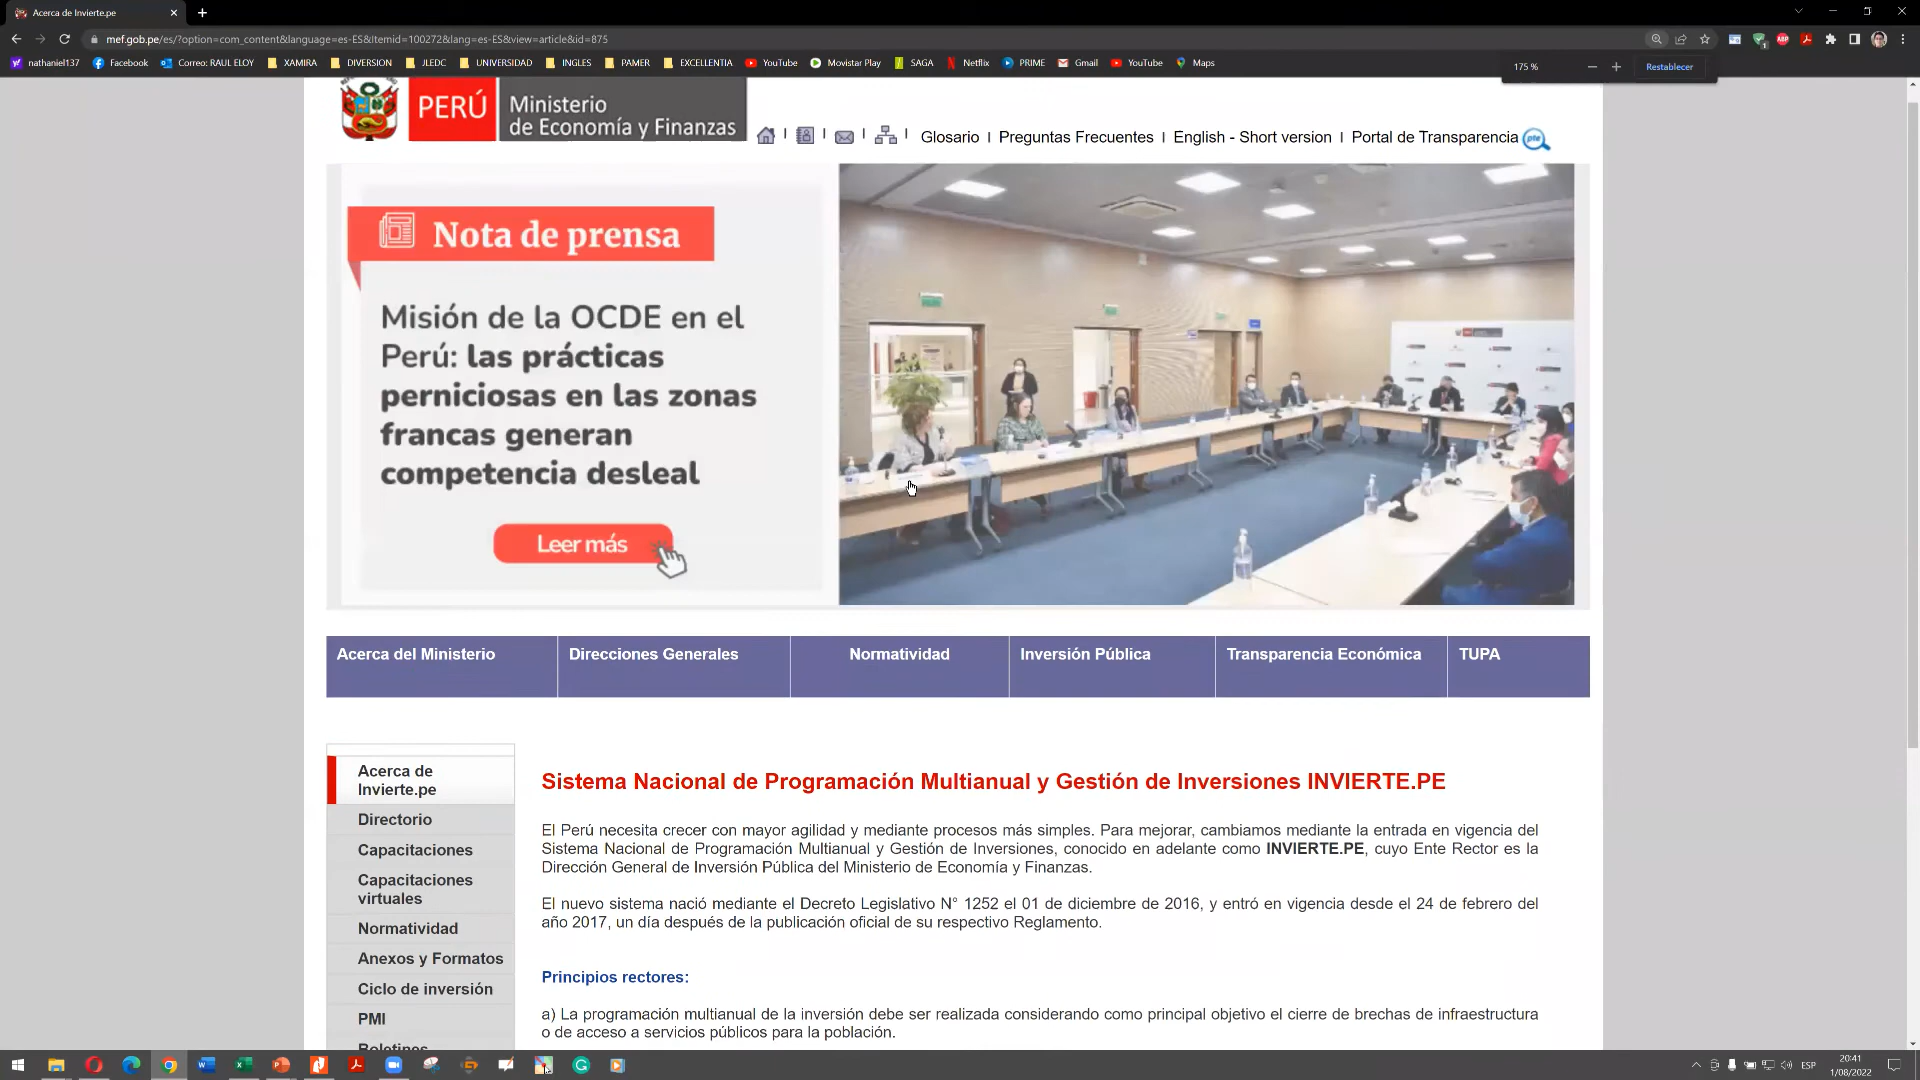 Acerca de Invierte.pe
mef.gob.pe/es/?option=com_content&language=es-ES&Itemid=100272&lang=es-ES&view=article&id=875
nathaniel137 Facebook Correo: RAUL ELOY XAMIRA DIVERSION JLEDC UNIVERSIDAD INGLES PAMER EXCELLENTIA YouTube Movistar Play SAGA Netflix PRIME Gmail YouTube Maps
175 % Restablecer
PERÚ
Ministerio
de Economía y Finanzas
Glosario | Preguntas Frecuentes | English - Short version | Portal de Transparencia pte
Nota de prensa
Misión de la OCDE en el
Perú: las prácticas
perniciosas en las zonas
francas generan
competencia desleal
Leer más
Acerca del Ministerio Direcciones Generales Normatividad Inversión Pública Transparencia Económica TUPA
Acerca de
Invierte.pe
Directorio
Capacitaciones
Capacitaciones
virtuales
Normatividad
Anexos y Formatos
Ciclo de inversión
PMI
Boletines
Sistema Nacional de Programación Multianual y Gestión de Inversiones INVIERTE.PE
El Perú necesita crecer con mayor agilidad y mediante procesos más simples. Para mejorar, cambiamos mediante la entrada en vigencia del
Sistema Nacional de Programación Multianual y Gestión de Inversiones, conocido en adelante como INVIERTE.PE, cuyo Ente Rector es la
Dirección General de Inversión Pública del Ministerio de Economía y Finanzas.
El nuevo sistema nació mediante el Decreto Legislativo N° 1252 el 01 de diciembre de 2016, y entró en vigencia desde el 24 de febrero del
año 2017, un día después de la publicación oficial de su respectivo Reglamento.
Principios rectores:
a) La programación multianual de la inversión debe ser realizada considerando como principal objetivo el cierre de brechas de infraestructura
o de acceso a servicios públicos para la población.
ESP
20:41
1/08/2022